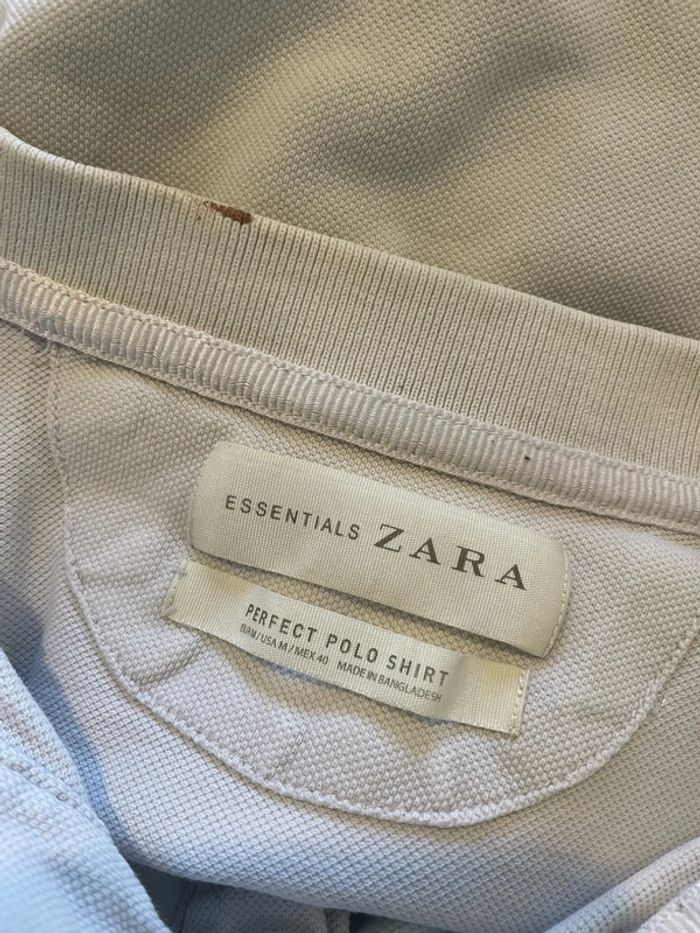 ESSENTIALS ZARA
PERFECT POLO SHIRT
EUR M / USA M / MEX 40 MADE IN BANGLADESH